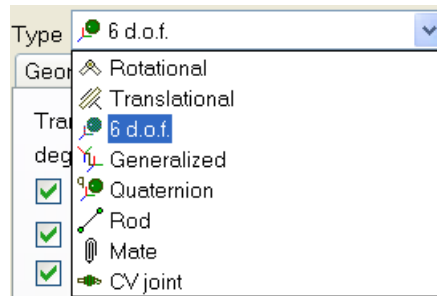 Type 6 d.o.f.
Geor
Rotational
Translational
Tra
6 d.o.f.
deg
Generalized
Quaternion
Rod
Mate
CV joint